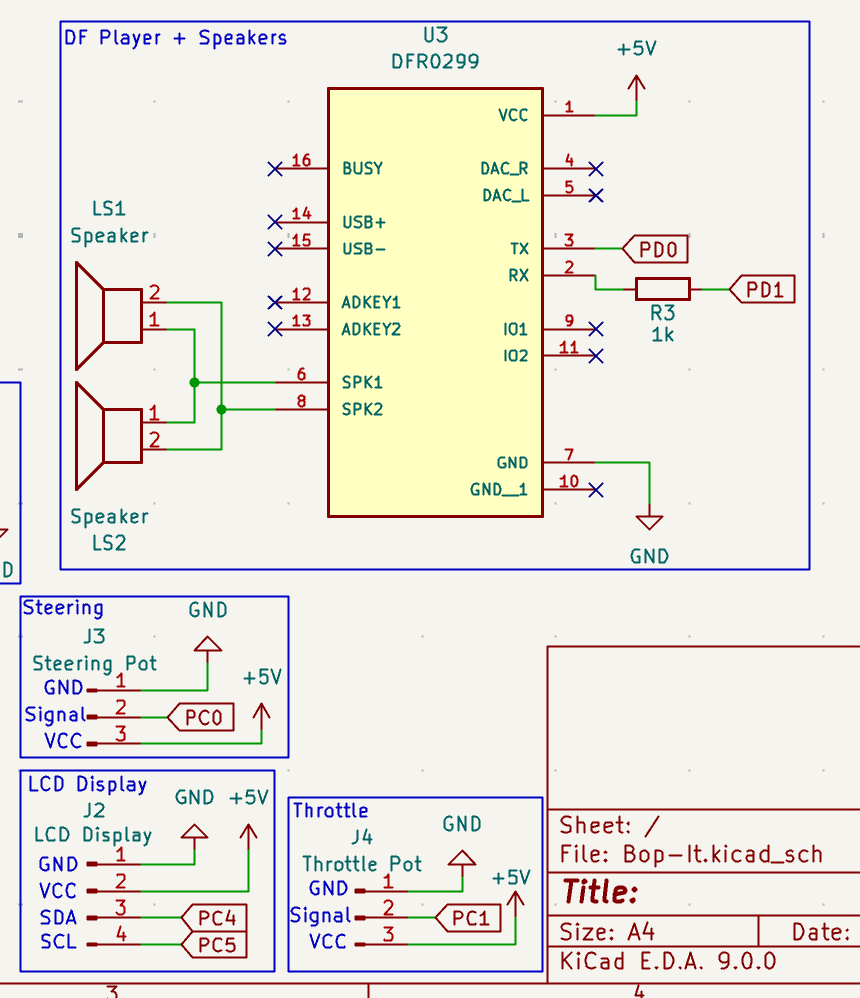 DF Player + Speakers
U3
DFR0299
+5V
VCC 1
16 BUSY
DAC_R 4
DAC_L 5
14 USB+
15 USB-
TX 3 PD0
RX 2 PD1
R3
1k
12 ADKEY1
13 ADKEY2
IO1 9
IO2 11
LS1
Speaker
2
1
6 SPK1
8 SPK2
1
2
GND 7
GND__1 10
GND
Speaker
LS2
D
Steering
GND
J3
Steering Pot
+5V
GND 1
Signal 2 PC0
VCC 3
LCD Display
J2
GND +5V
LCD Display
GND 1
VCC 2
SDA 3 PC4
SCL 4 PC5
Throttle
J4
GND
Throttle Pot
+5V
GND 1
Signal 2 PC1
VCC 3
Sheet: /
File: Bop-It.kicad_sch
Title:
Size: A4 Date:
KiCad E.D.A. 9.0.0
3 4